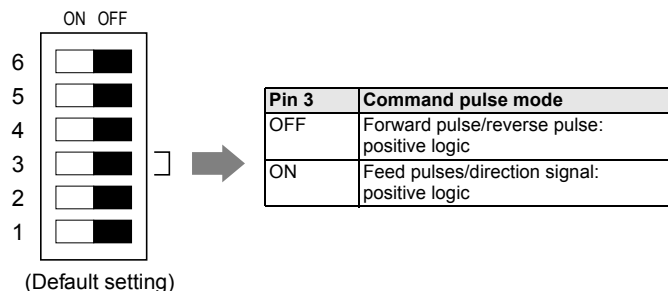 ON OFF
6
5
4
3
2
1
(Default setting)
Pin 3 Command pulse mode
OFF Forward pulse/reverse pulse:
positive logic
ON Feed pulses/direction signal:
positive logic